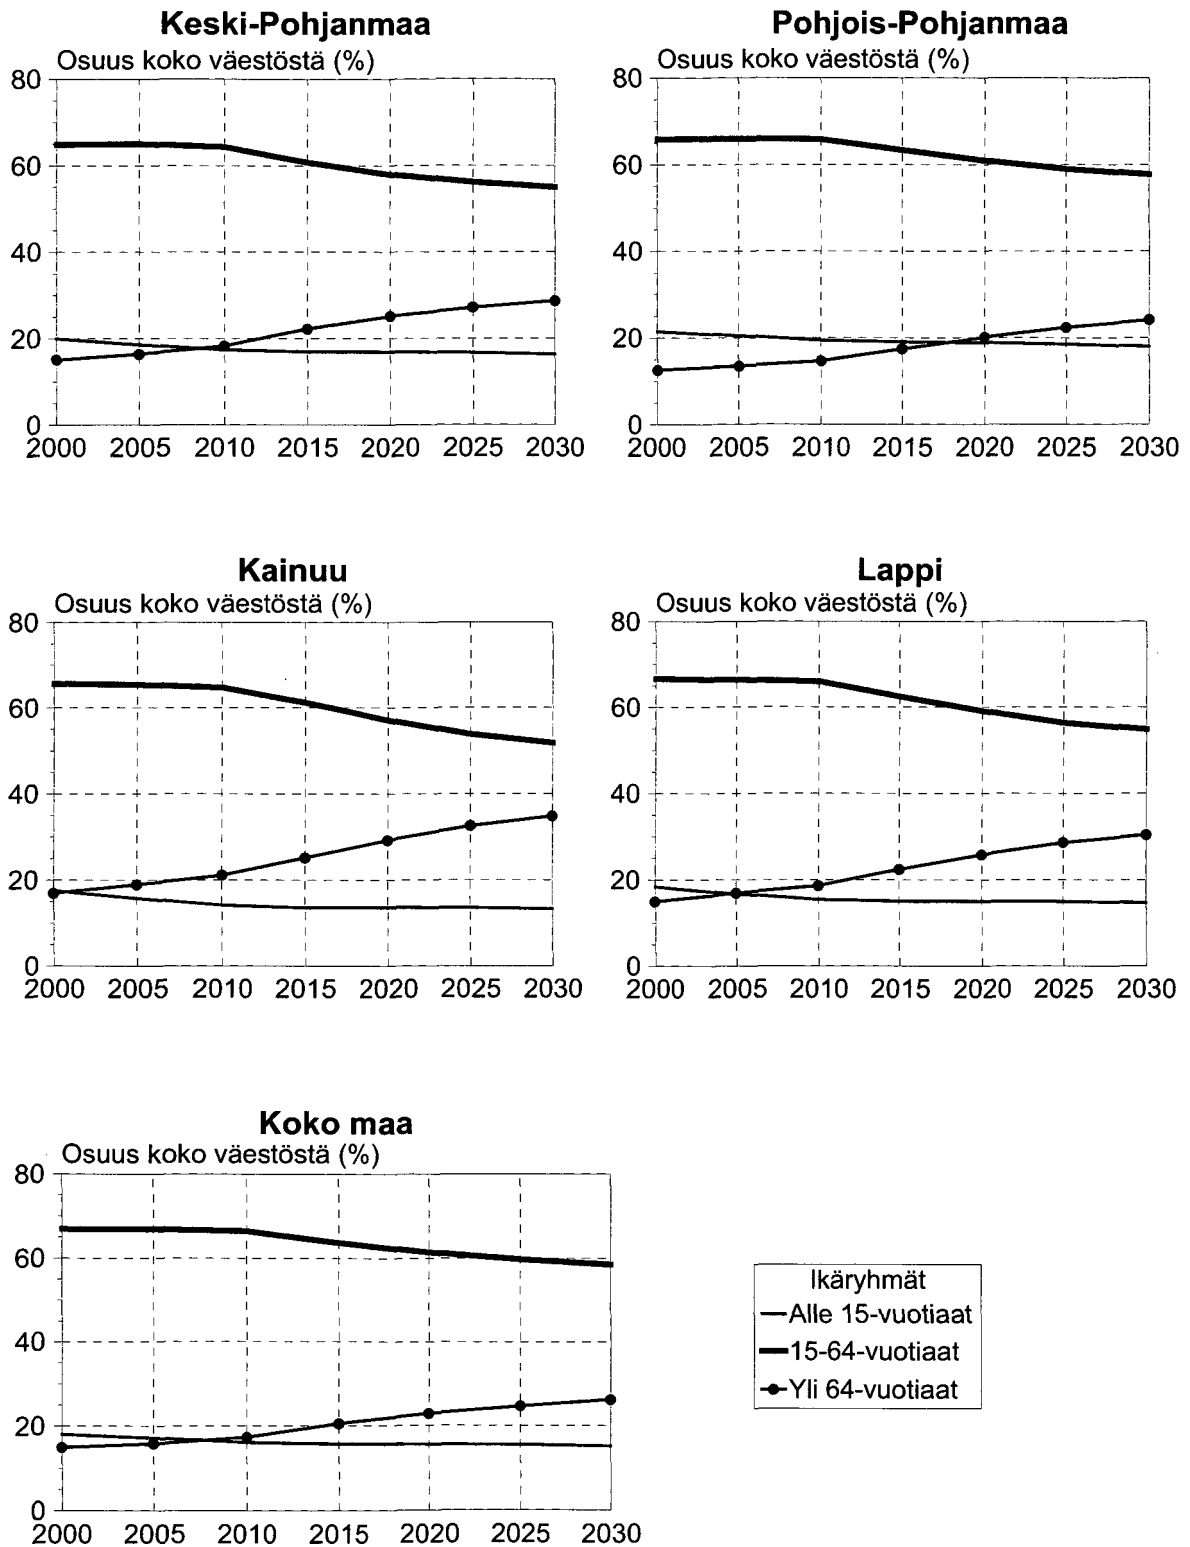 Keski-Pohjanmaa
Osuus koko väestöstä (%)
80
60
40
20
0
2000 2005 2010 2015 2020 2025 2030
Pohjois-Pohjanmaa
Osuus koko väestöstä (%)
80
60
40
20
0
2000 2005 2010 2015 2020 2025 2030
Kainuu
Osuus koko väestöstä (%)
80
60
40
20
0
2000 2005 2010 2015 2020 2025 2030
Lappi
Osuus koko väestöstä (%)
80
60
40
20
0
2000 2005 2010 2015 2020 2025 2030
Koko maa
Osuus koko väestöstä (%)
80
60
40
20
0
2000 2005 2010 2015 2020 2025 2030
Ikäryhmät
Alle 15-vuotiaat
15-64-vuotiaat
Yli 64-vuotiaat